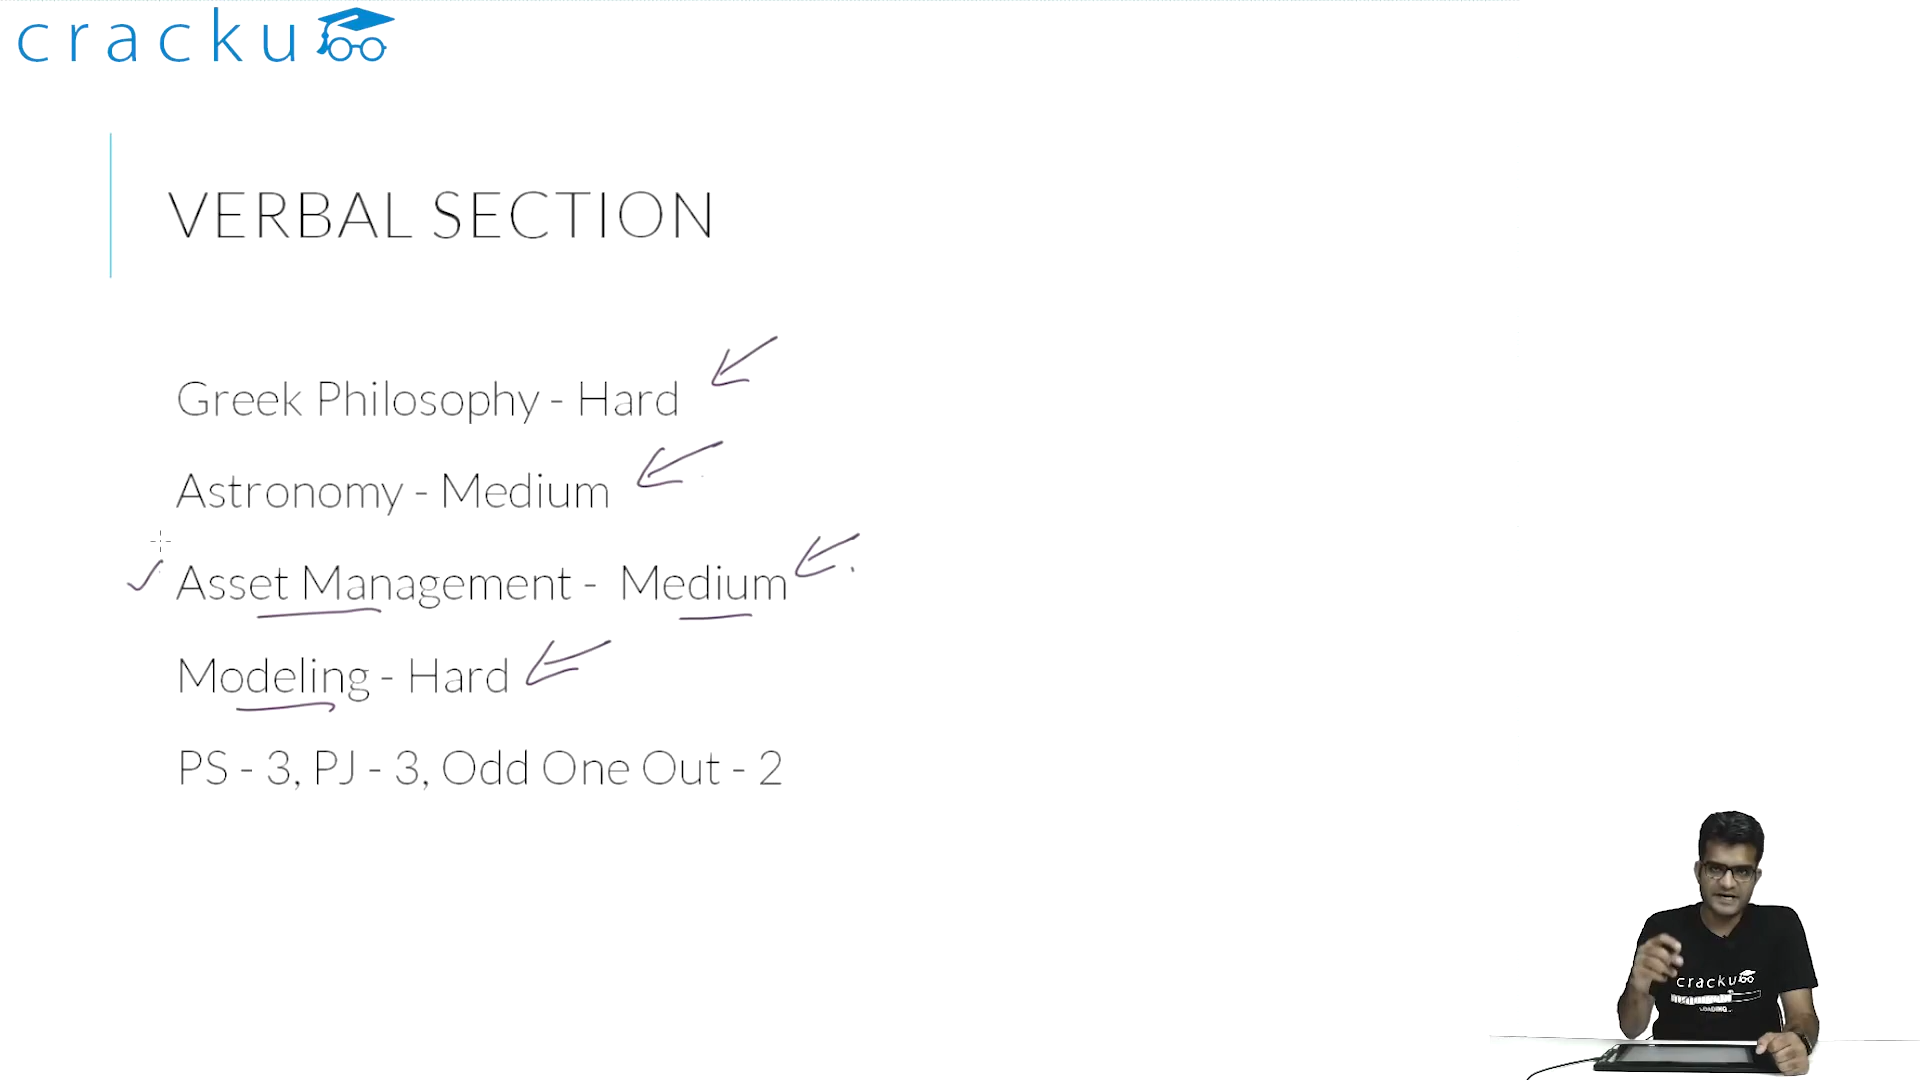 cracku
VERBAL SECTION
Greek Philosophy - Hard
Astronomy - Medium
Asset Management - Medium
Modeling - Hard
PS - 3, PJ - 3, Odd One Out - 2
cracku
LOADING